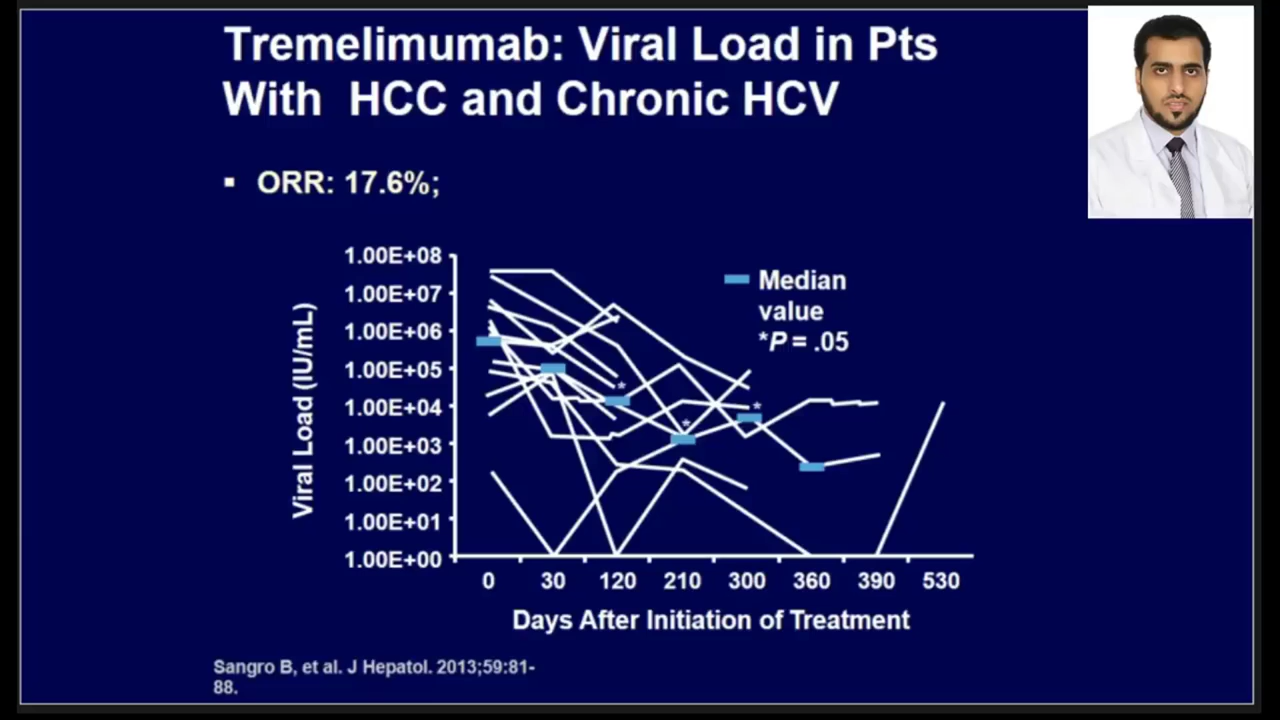 Tremelimumab: Viral Load in Pts
With HCC and Chronic HCV
▪ ORR: 17.6%;
Viral Load (IU/mL)
1.00E+08
1.00E+07
1.00E+06
1.00E+05
1.00E+04
1.00E+03
1.00E+02
1.00E+01
1.00E+00
Median
value
*P = .05
*
*
*
0 30 120 210 300 360 390 530
Days After Initiation of Treatment
Sangro B, et al. J Hepatol. 2013;59:81-
88.